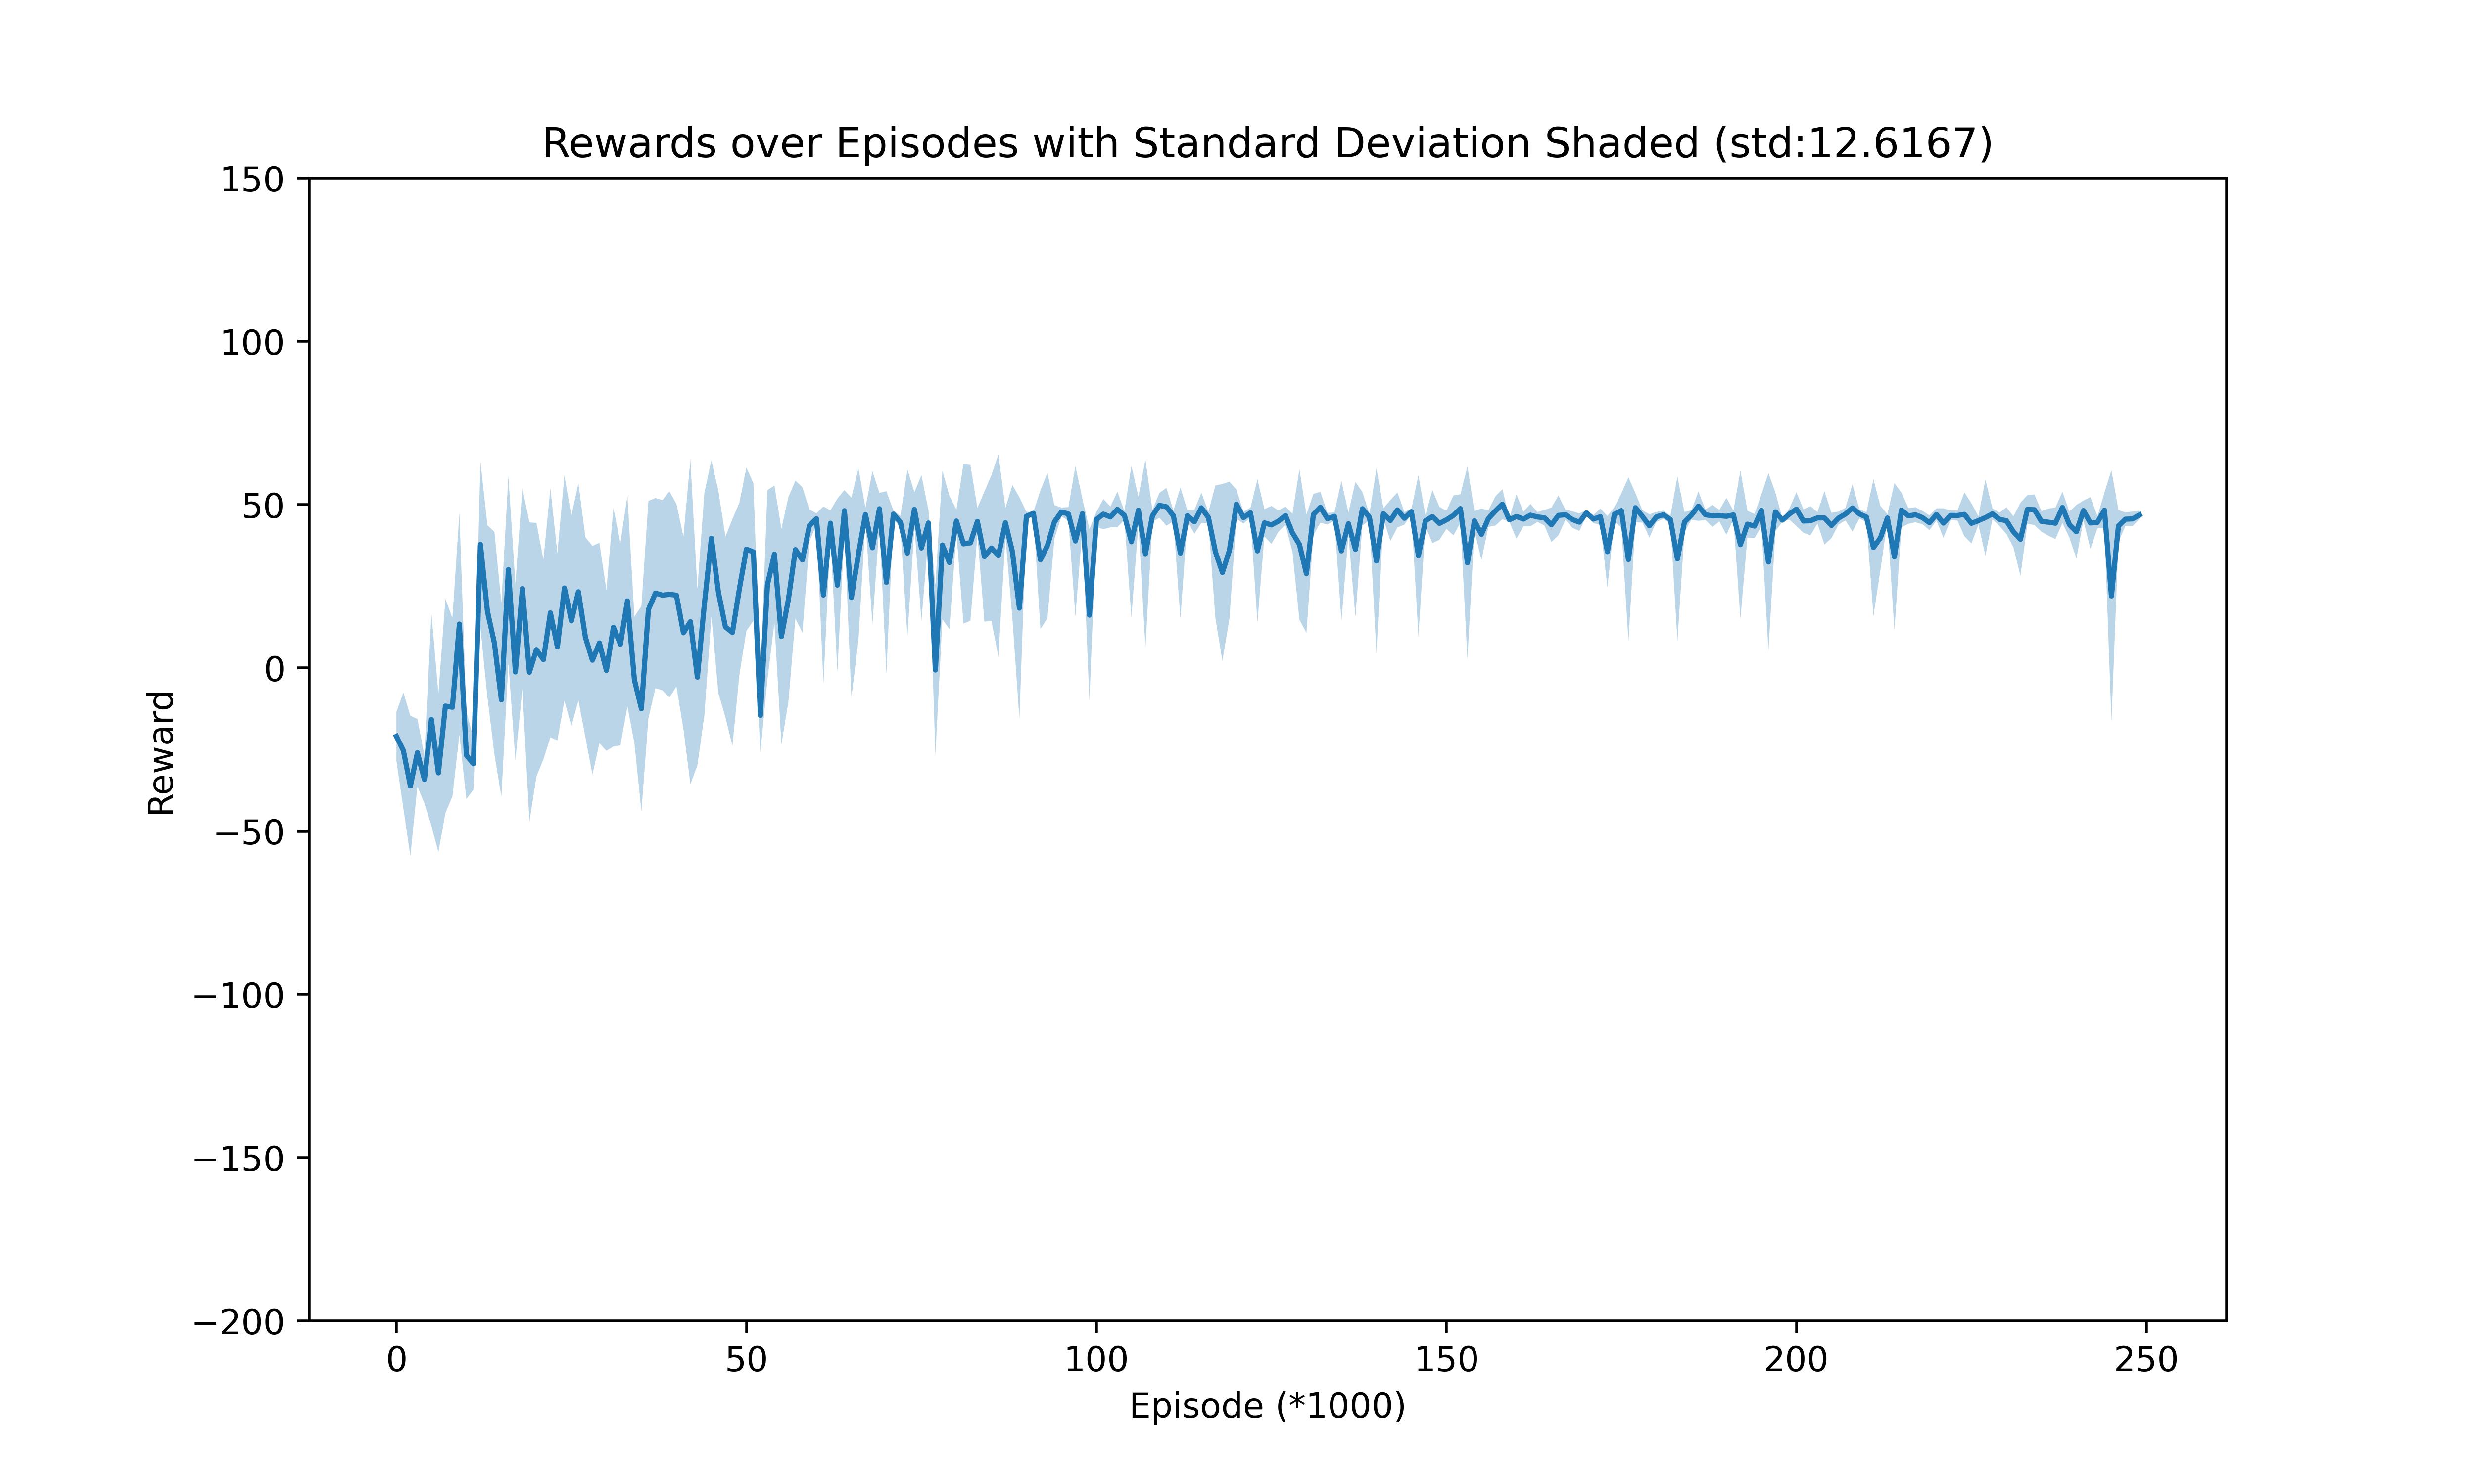 Rewards over Episodes with Standard Deviation Shaded (std:12.6167)
150
100
50
0
−50
−100
−150
−200
Reward
0 50 100 150 200 250
Episode (*1000)